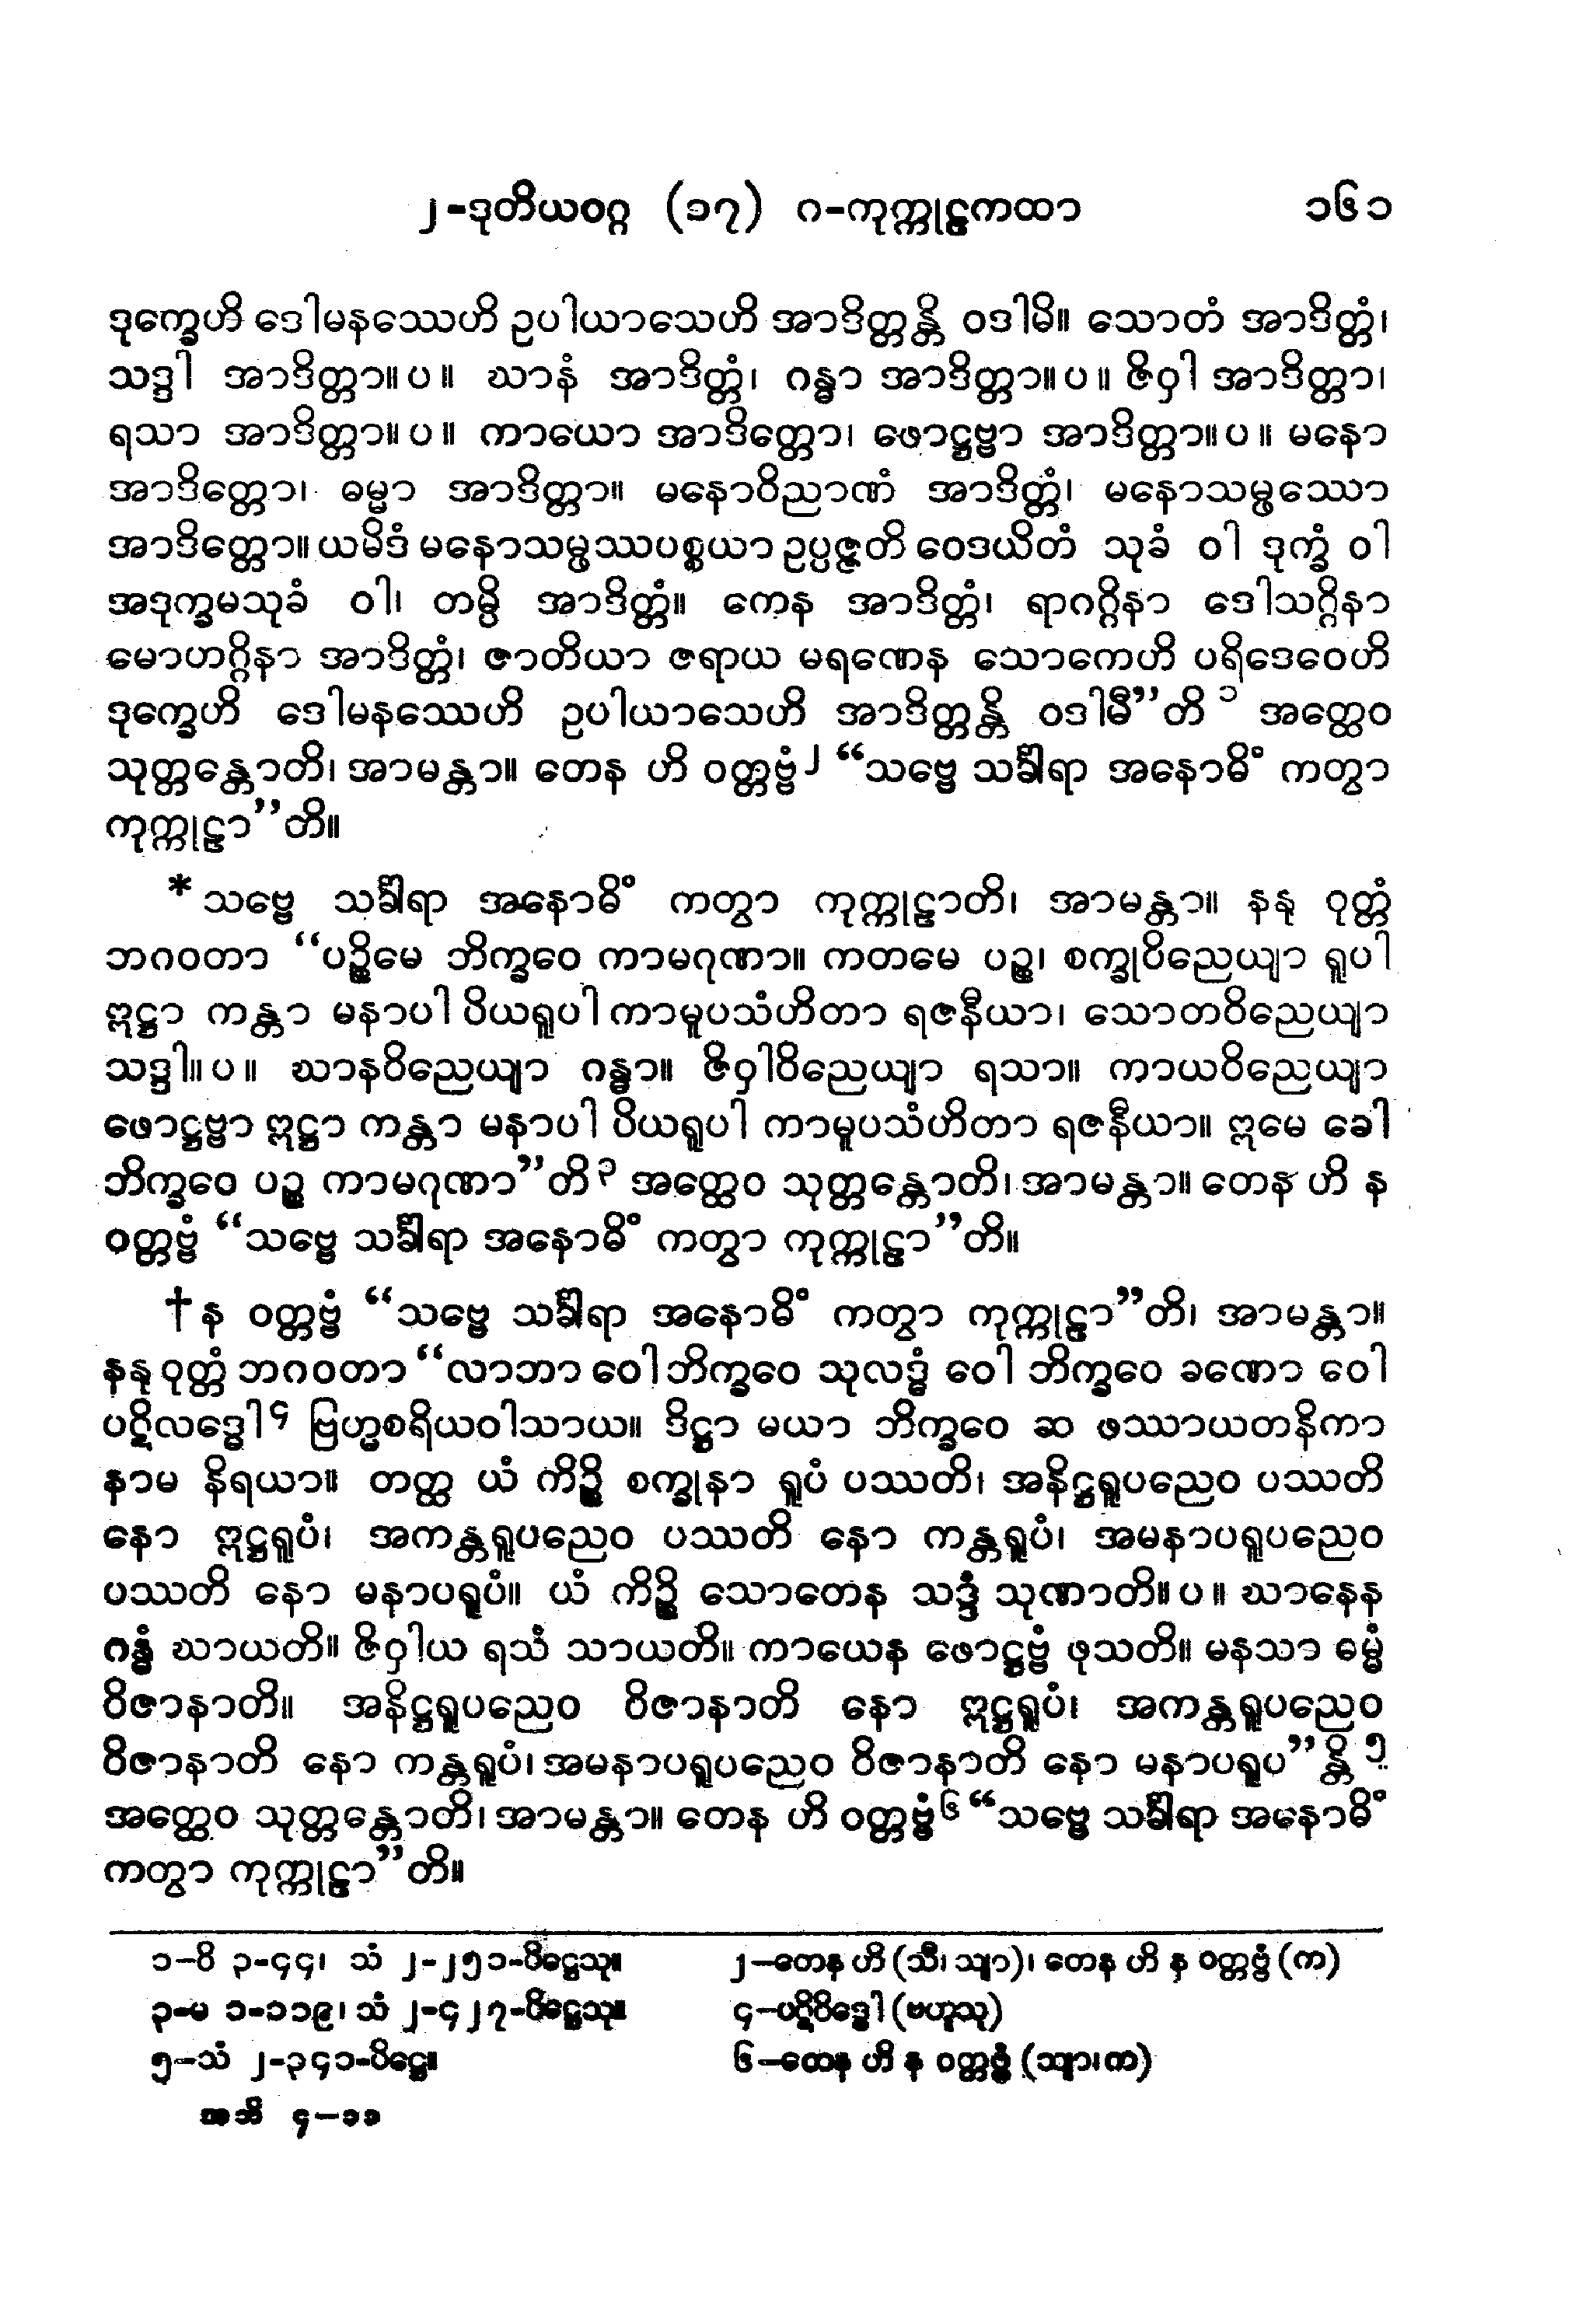 ၂-ဒုတိယဝဂ္ဂ (၁၇) ဂ-ကုက္ကုဠကထာ ၁၆၁
ဒုက္ခေဟိ ဒေါမနဿေဟိ ဥပါယာသေဟိ အာဒိတ္တန္တိ ဝဒါမိ။ သောတံ အာဒိတ္တံ၊
သဒ္ဒါ အာဒိတ္တာ။ ပ ။ ဃာနံ အာဒိတ္တံ၊ ဂန္ဓာ အာဒိတ္တာ။ ပ ။ ဇိဝှါ အာဒိတ္တာ၊
ရသာ အာဒိတ္တာ။ ပ ။ ကာယော အာဒိတ္တော၊ ဖောဋ္ဌဗ္ဗာ အာဒိတ္တာ။ ပ ။ မနော
အာဒိတ္တော၊ ဓမ္မာ အာဒိတ္တာ။ မနောဝိညာဏံ အာဒိတ္တံ၊ မနောသမ္ဖဿော
အာဒိတ္တော။ ယမိဒံ မနောသမ္ဖဿပစ္စယာ ဥပ္ပဇ္ဇတိ ဝေဒယိတံ သုခံ ဝါ ဒုက္ခံ ဝါ
အဒုက္ခမသုခံ ဝါ၊ တမ္ပိ အာဒိတ္တံ။ ကေန အာဒိတ္တံ၊ ရာဂဂ္ဂိနာ ဒေါသဂ္ဂိနာ
မောဟဂ္ဂိနာ အာဒိတ္တံ၊ ဇာတိယာ ဇရာယ မရဏေန သောကေဟိ ပရိဒေဝေဟိ
ဒုက္ခေဟိ ဒေါမနဿေဟိ ဥပါယာသေဟိ အာဒိတ္တန္တိ ဝဒါမီ”တိ ၁ အတ္ထေဝ
သုတ္တန္တောတိ၊ အာမန္တာ။ တေန ဟိ ဝတ္တဗ္ဗံ၂ “သဗ္ဗေ သင်္ခါရာ အနောဓိံ ကတွာ
ကုက္ကုဠာ”တိ။
* သဗ္ဗေ သင်္ခါရာ အနောဓိံ ကတွာ ကုက္ကုဠာတိ၊ အာမန္တာ။ နနု ဝုတ္တံ
ဘဂဝတာ “ပဉ္စိမေ ဘိက္ခဝေ ကာမဂုဏာ။ ကတမေ ပဉ္စ၊ စက္ခုဝိညေယျာ ရူပါ
ဣဋ္ဌာ ကန္တာ မနာပါ ပိယရူပါ ကာမူပသံဟိတာ ရဇနီယာ၊ သောတဝိညေယျာ
သဒ္ဒါ။ ပ ။ ဃာနဝိညေယျာ ဂန္ဓာ။ ဇိဝှါဝိညေယျာ ရသာ။ ကာယဝိညေယျာ
ဖောဋ္ဌဗ္ဗာ ဣဋ္ဌာ ကန္တာ မနာပါ ပိယရူပါ ကာမူပသံဟိတာ ရဇနီယာ။ ဣမေ ခေါ
ဘိက္ခဝေ ပဉ္စ ကာမဂုဏာ”တိ ၃ အတ္ထေဝ သုတ္တန္တောတိ၊ အာမန္တာ။ တေန ဟိ န
ဝတ္တဗ္ဗံ “သဗ္ဗေ သင်္ခါရာ အနောဓိံ ကတွာ ကုက္ကုဠာ”တိ။
† န ဝတ္တဗ္ဗံ “သဗ္ဗေ သင်္ခါရာ အနောဓိံ ကတွာ ကုက္ကုဠာ”တိ၊ အာမန္တာ။
နနု ဝုတ္တံ ဘဂဝတာ “လာဘာ ဝေါ ဘိက္ခဝေ သုလဒ္ဓံ ဝေါ ဘိက္ခဝေ ခဏော ဝေါ
ပဋိလဒ္ဓေါ ၄ ဗြဟ္မစရိယဝါသာယ။ ဒိဋ္ဌာ မယာ ဘိက္ခဝေ ဆ ဖဿာယတနိကာ
နာမ နိရယာ။ တတ္ထ ယံ ကိဉ္စိ စက္ခုနာ ရူပံ ပဿတိ၊ အနိဋ္ဌရူပညေဝ ပဿတိ
နော ဣဋ္ဌရူပံ၊ အကန္တရူပညေဝ ပဿတိ နော ကန္တရူပံ၊ အမနာပရူပညေဝ
ပဿတိ နော မနာပရူပံ။ ယံ ကိဉ္စိ သောတေန သဒ္ဒံ သုဏာတိ။ ပ ။ ဃာနေန
ဂန္ဓံ ဃာယတိ။ ဇိဝှါယ ရသံ သာယတိ။ ကာယေန ဖောဋ္ဌဗ္ဗံ ဖုသတိ။ မနသာ ဓမ္မံ
ဝိဇာနာတိ။ အနိဋ္ဌရူပညေဝ ဝိဇာနာတိ နော ဣဋ္ဌရူပံ၊ အကန္တရူပညေဝ
ဝိဇာနာတိ နော ကန္တရူပံ၊ အမနာပရူပညေဝ ဝိဇာနာတိ နော မနာပရူပ”န္တိ ၅
အတ္ထေဝ သုတ္တန္တောတိ၊ အာမန္တာ။ တေန ဟိ ဝတ္တဗ္ဗံ၆ “သဗ္ဗေ သင်္ခါရာ အနောဓိံ
ကတွာ ကုက္ကုဠာ”တိ။
၁–ဝိ ၃-၄၄၊ သံ ၂-၂၅၁-ပိဋ္ဌေသု။ ၂–တေန ဟိ (သီ၊ သျာ)၊ တေန ဟိ န ဝတ္တဗ္ဗံ (က)
၃-မ ၁-၁၁၉၊ သံ ၂-၄၂၇-ပိဋ္ဌေသု။ ၄–ပဋိဝိဒ္ဓေါ (ဗဟူသု)
၅–သံ ၂-၃၄၁-ပိဋ္ဌေ။ ၆–တေန ဟိ န ဝတ္တဗ္ဗံ (သျာ၊ က)
အဘိ ၄–၁၁